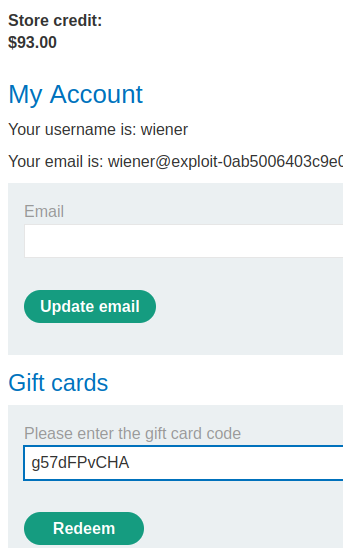 Store credit:
$93.00
My Account
Your username is: wiener
Your email is: wiener@exploit-0ab5006403c9e0
Email
Update email
Gift cards
Please enter the gift card code
g57dFPvCHA
Redeem